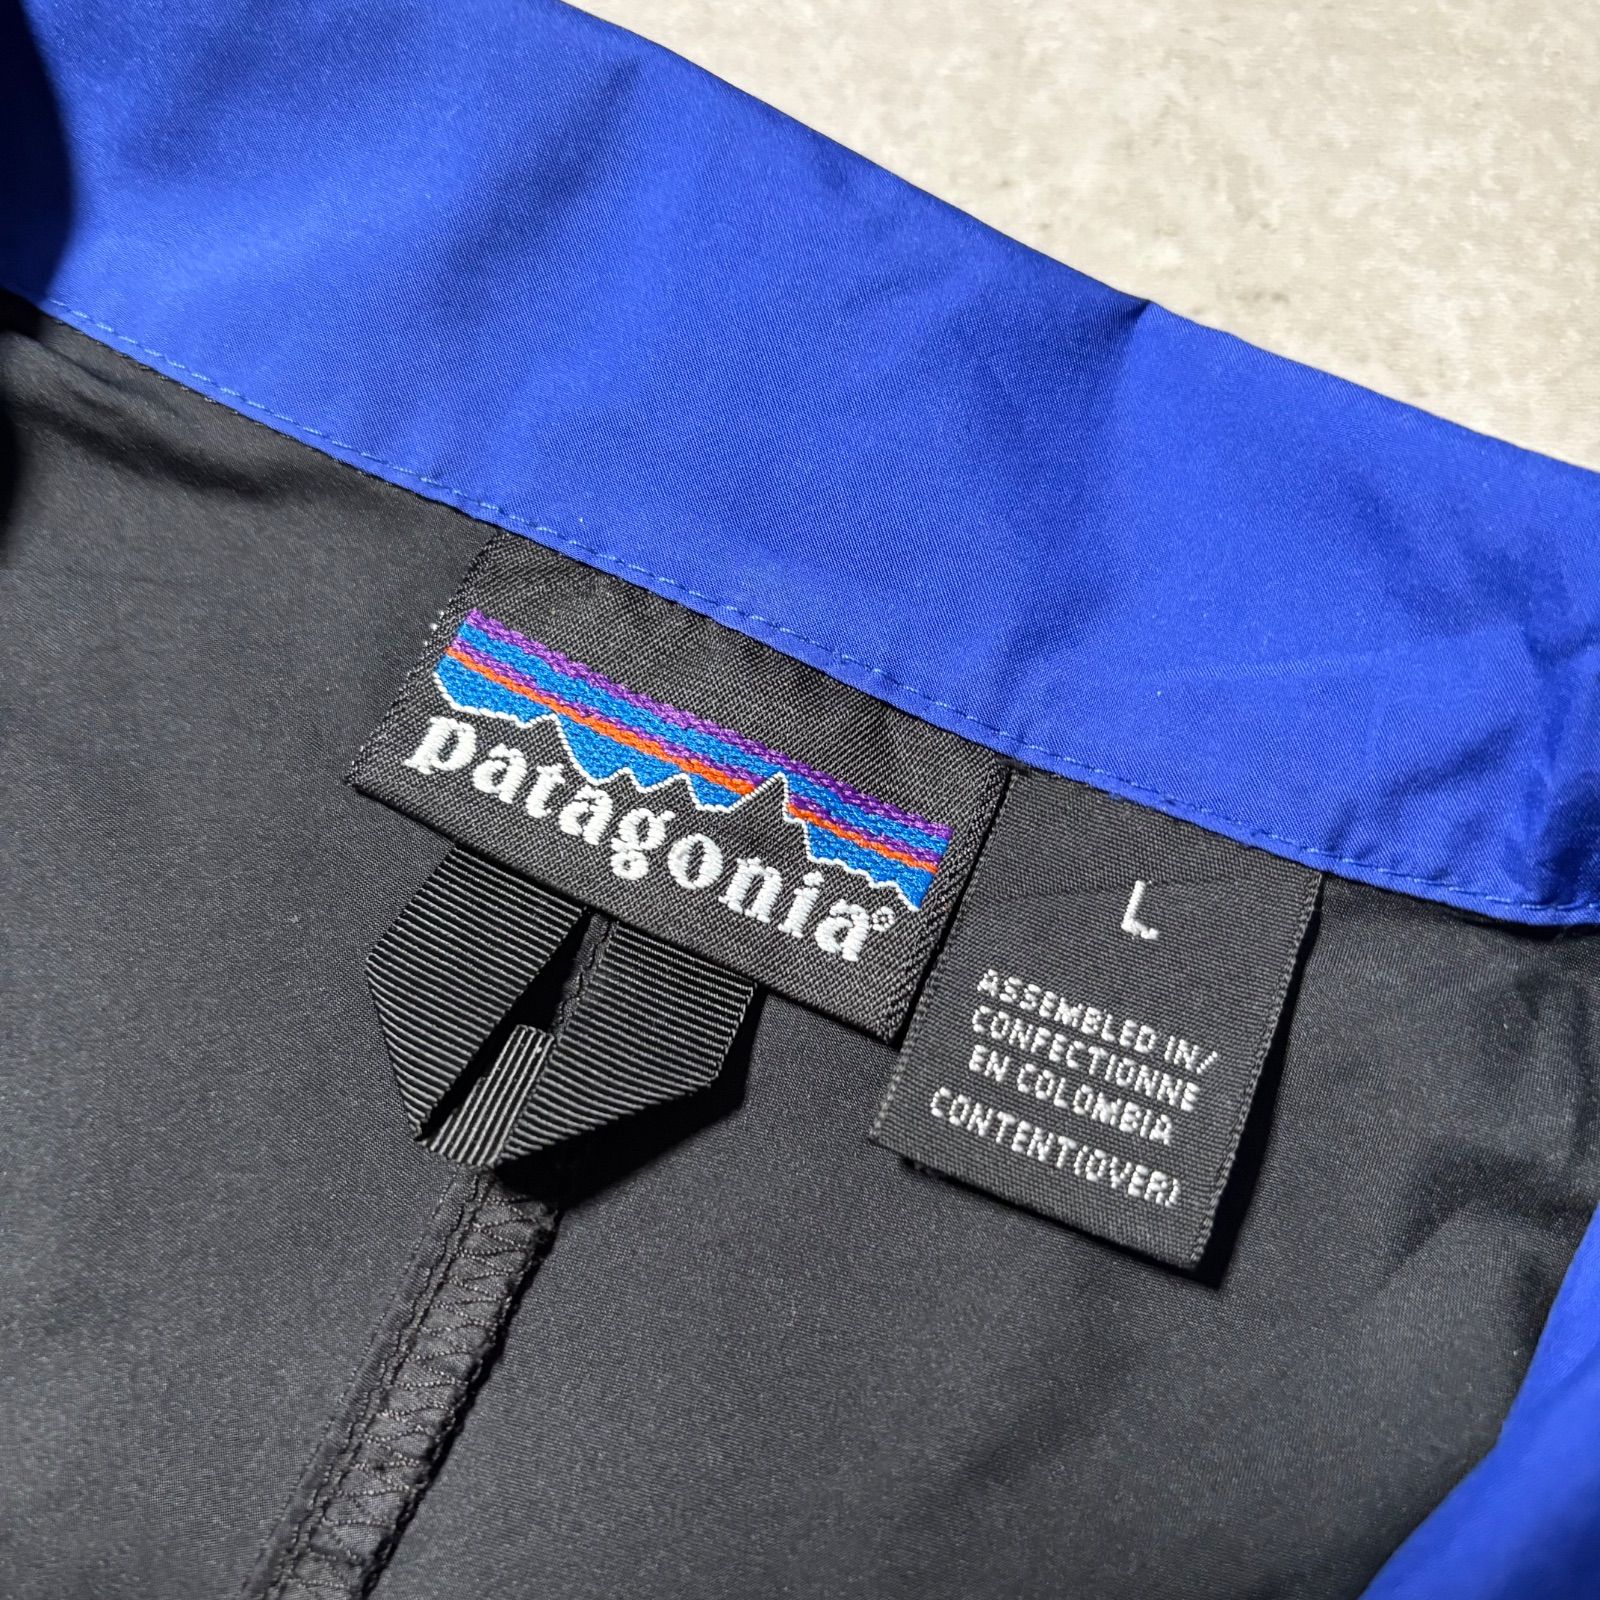 patagonia®
L
ASSEMBLED IN/
CONFECTIONNE
EN COLOMBIA
CONTENT(OVER)